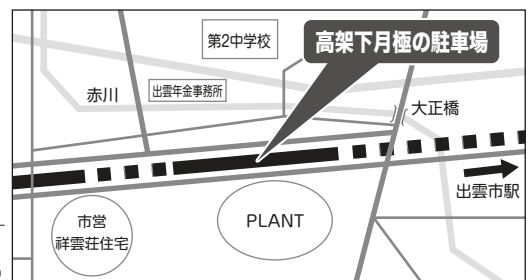 第2中学校
高架下月極の駐車場
赤川
出雲年金事務所
大正橋
出雲市駅
市営
祥雲荘住宅
PLANT